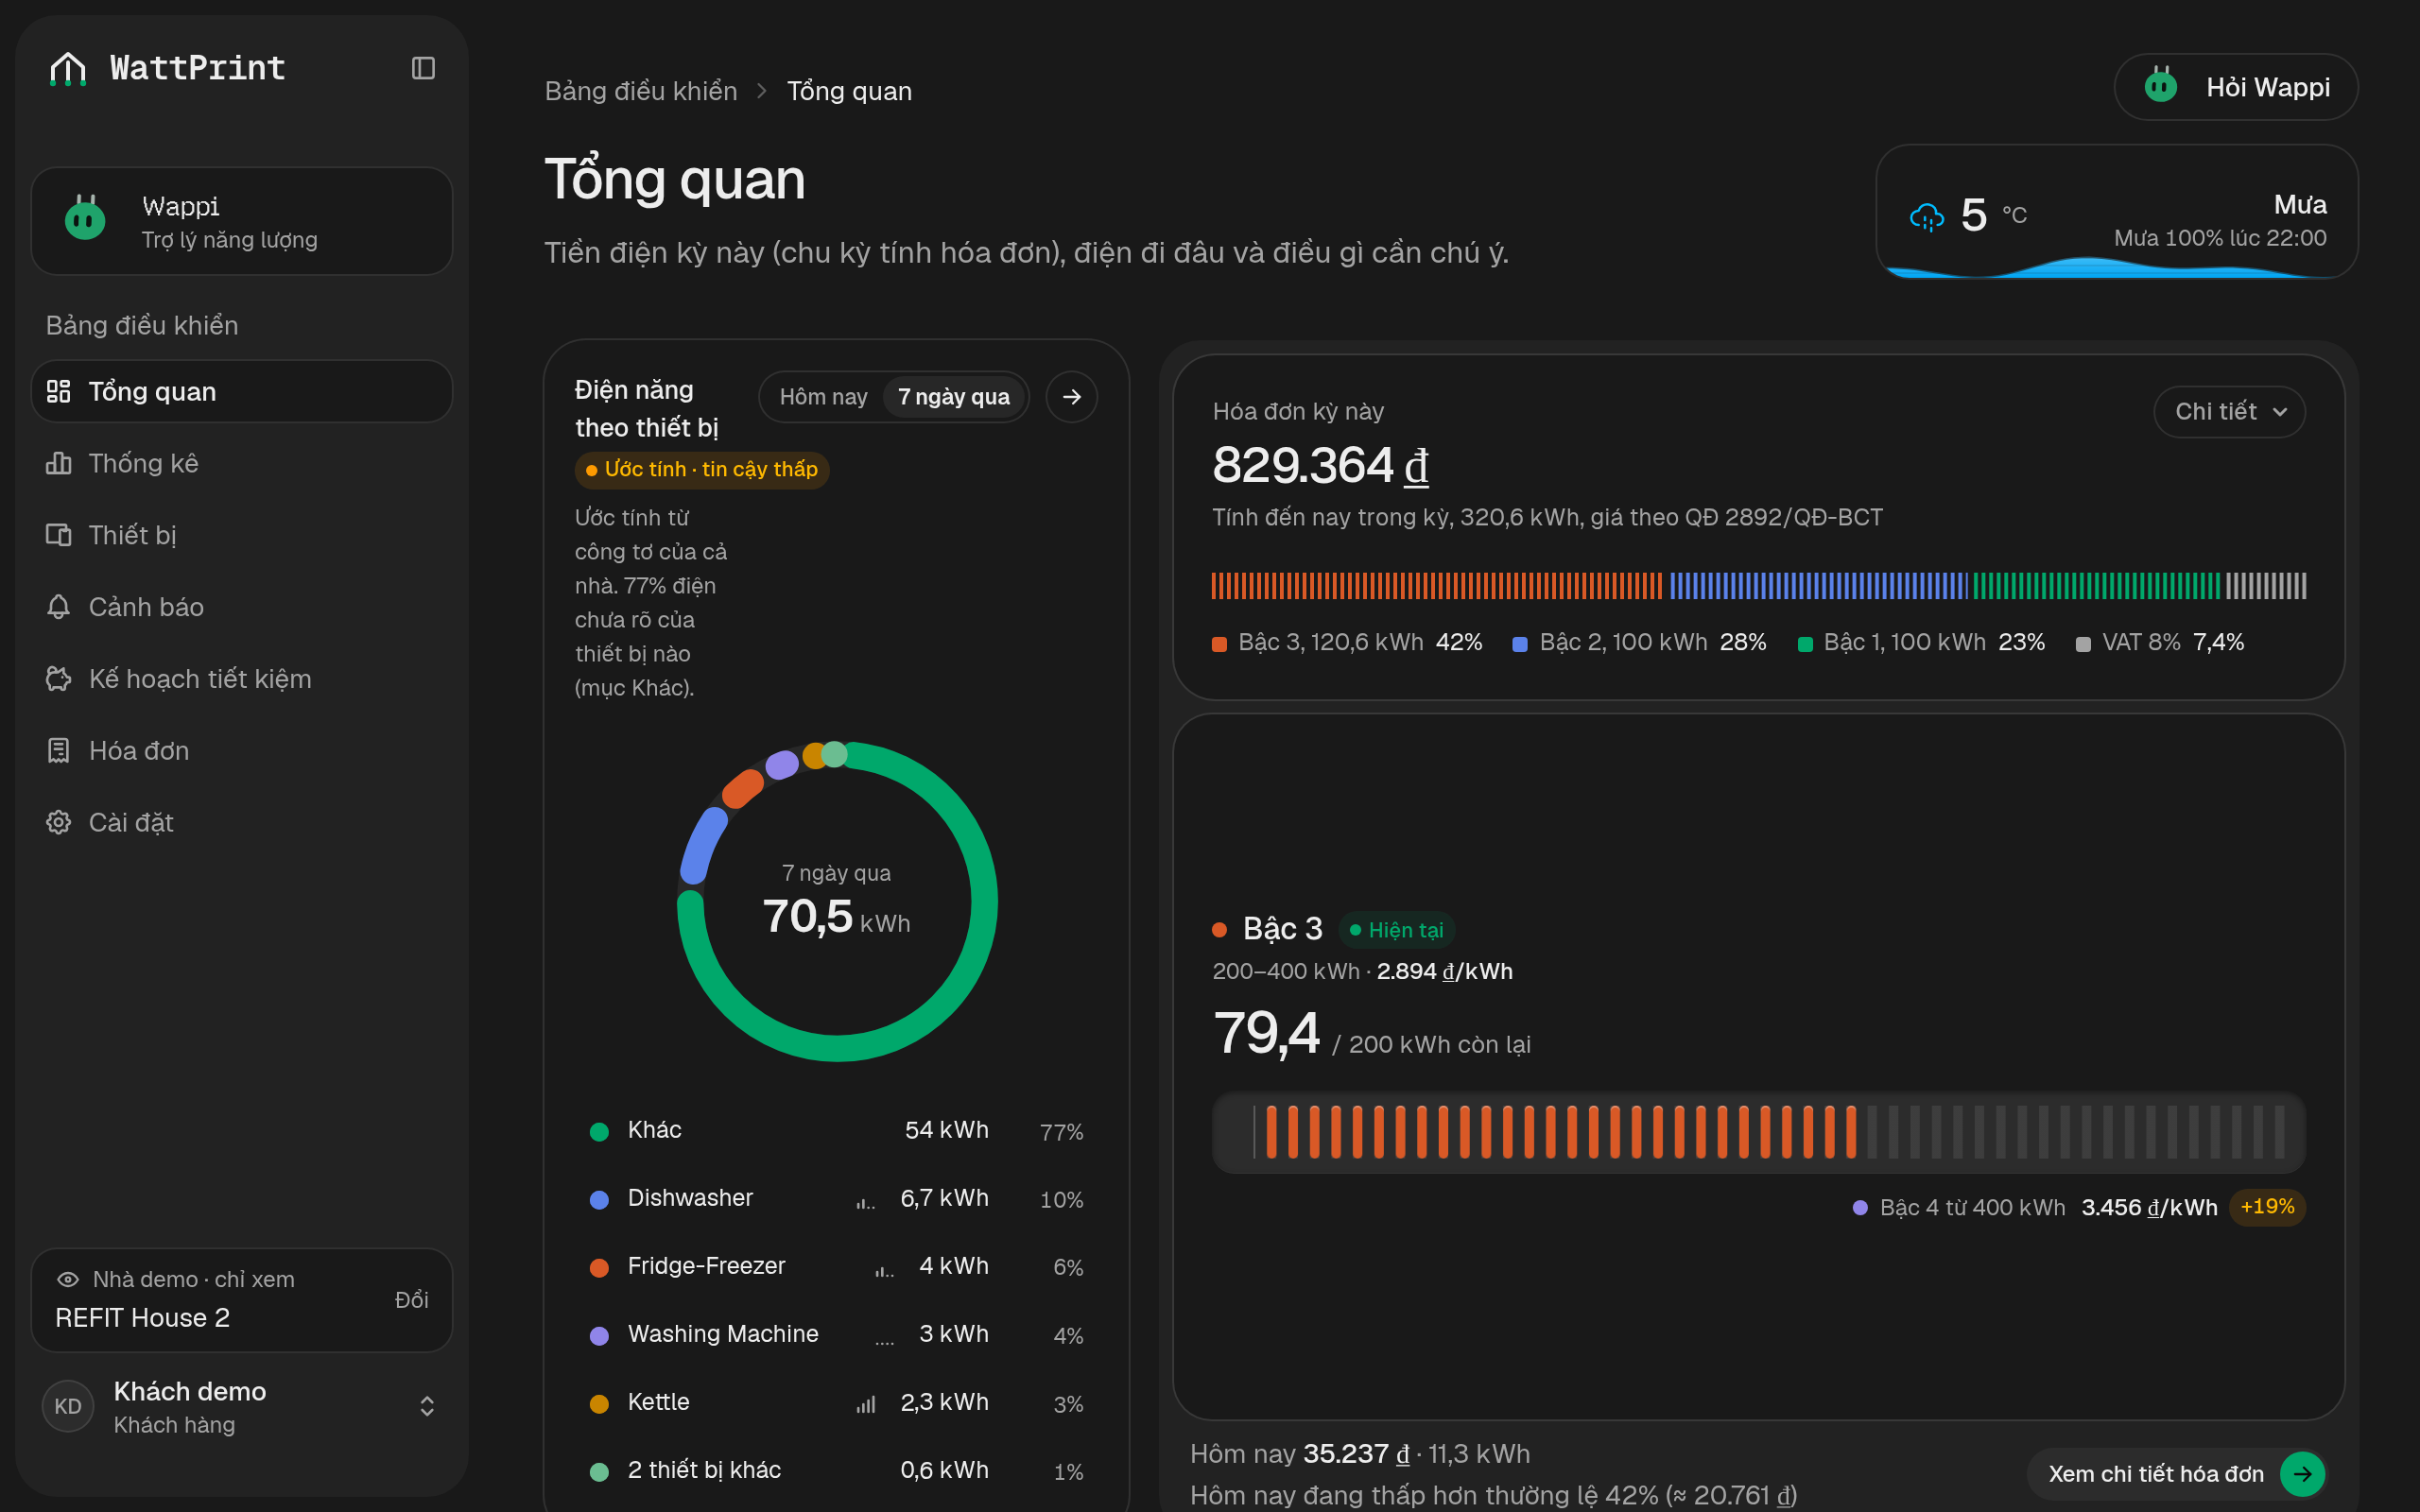 WattPrint
Wappi
Trợ lý năng lượng
Bảng điều khiển
Tổng quan
Thống kê
Thiết bị
Cảnh báo
Kế hoạch tiết kiệm
Hóa đơn
Cài đặt
Nhà demo · chỉ xem
REFIT House 2
Đổi
KD
Khách demo
Khách hàng
Bảng điều khiển > Tổng quan
Hỏi Wappi
Tổng quan
Tiền điện kỳ này (chu kỳ tính hóa đơn), điện đi đâu và điều gì cần chú ý.
5 °C
Mưa
Mưa 100% lúc 22:00
Điện năng
theo thiết bị
Hôm nay
7 ngày qua
Ước tính · tin cậy thấp
Ước tính từ
công tơ của cả
nhà. 77% điện
chưa rõ của
thiết bị nào
(mục Khác).
7 ngày qua
70,5 kWh
Khác 54 kWh 77%
Dishwasher 6,7 kWh 10%
Fridge-Freezer 4 kWh 6%
Washing Machine 3 kWh 4%
Kettle 2,3 kWh 3%
2 thiết bị khác 0,6 kWh 1%
Hóa đơn kỳ này
Chi tiết
829.364 ₫
Tính đến nay trong kỳ, 320,6 kWh, giá theo QĐ 2892/QĐ-BCT
Bậc 3, 120,6 kWh 42% Bậc 2, 100 kWh 28% Bậc 1, 100 kWh 23% VAT 8% 7,4%
Bậc 3 Hiện tại
200–400 kWh · 2.894 ₫/kWh
79,4 / 200 kWh còn lại
Bậc 4 từ 400 kWh 3.456 ₫/kWh +19%
Hôm nay 35.237 ₫ · 11,3 kWh
Hôm nay đang thấp hơn thường lệ 42% (≈ 20.761 ₫)
Xem chi tiết hóa đơn